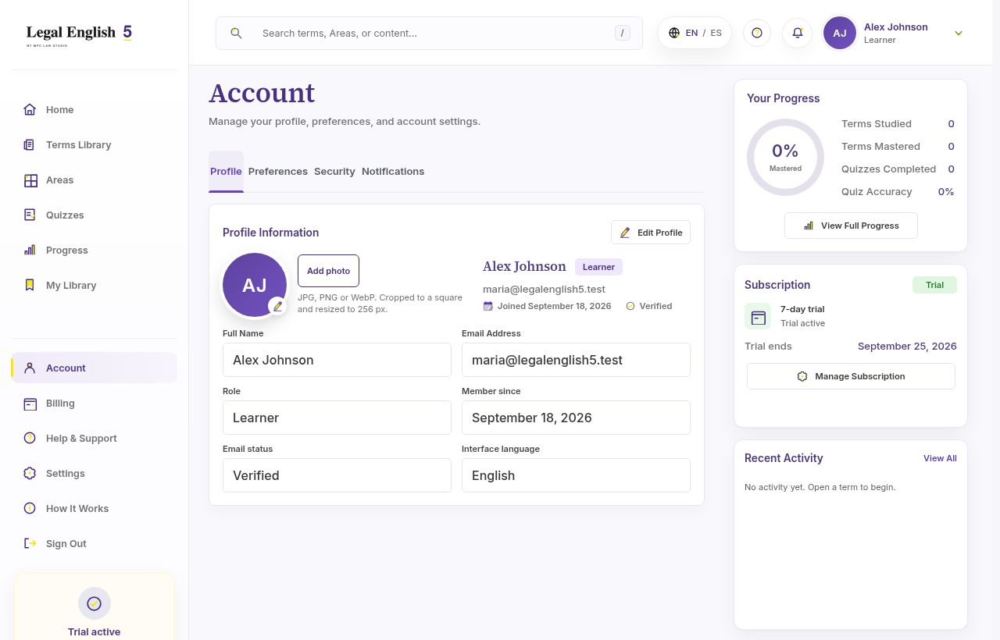 Legal English 5
BY MPC LAW STUDIO
Home
Terms Library
Areas
Quizzes
Progress
My Library
Account
Billing
Help & Support
Settings
How It Works
Sign Out
Trial active
Search terms, Areas, or content...
/
EN / ES
AJ
Alex Johnson
Learner
Account
Manage your profile, preferences, and account settings.
Profile Preferences Security Notifications
Profile Information
Edit Profile
AJ
Add photo
JPG, PNG or WebP. Cropped to a square
and resized to 256 px.
Alex Johnson Learner
maria@legalenglish5.test
Joined September 18, 2026 Verified
Full Name
Alex Johnson
Email Address
maria@legalenglish5.test
Role
Learner
Member since
September 18, 2026
Email status
Verified
Interface language
English
Your Progress
0%
Mastered
Terms Studied 0
Terms Mastered 0
Quizzes Completed 0
Quiz Accuracy 0%
View Full Progress
Subscription Trial
7-day trial
Trial active
Trial ends September 25, 2026
Manage Subscription
Recent Activity View All
No activity yet. Open a term to begin.